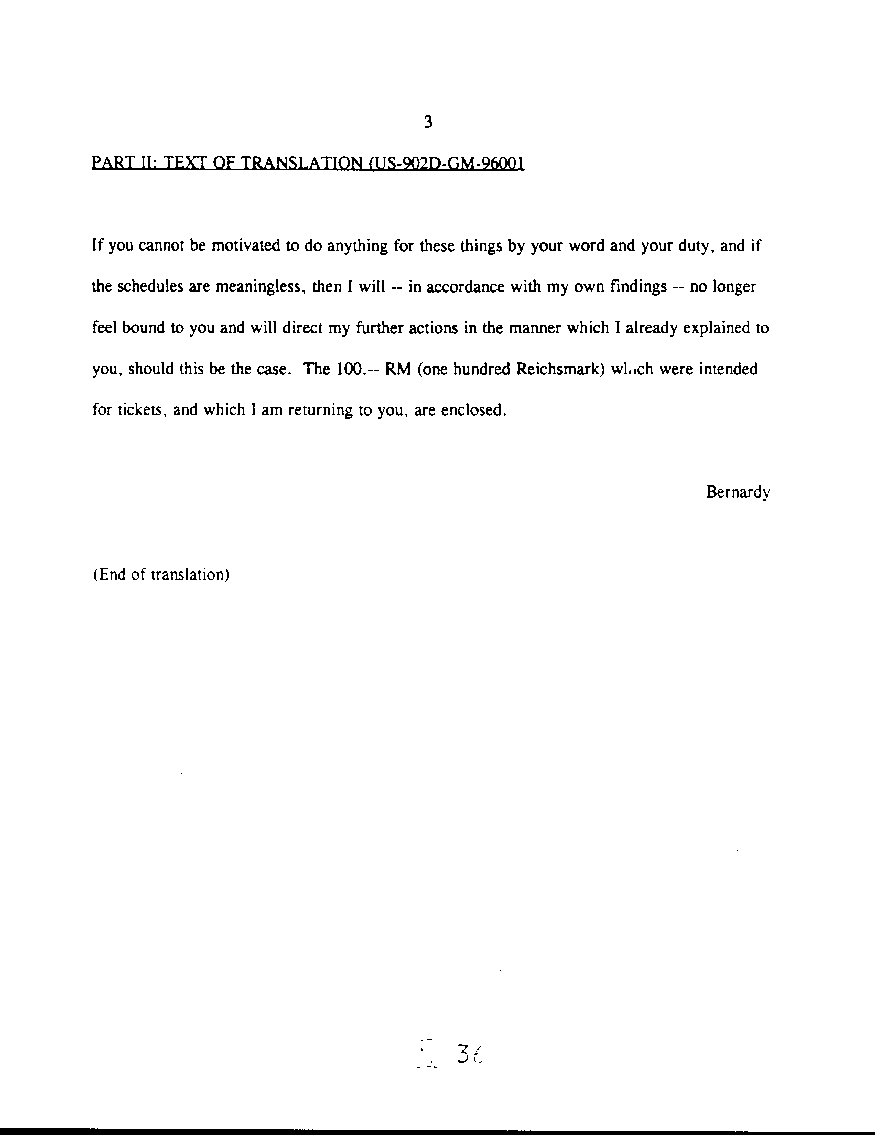 3
PART II: TEXT OF TRANSLATION (US-902D-GM-96001
If you cannot be motivated to do anything for these things by your word and your duty, and if
the schedules are meaningless, then I will -- in accordance with my own findings -- no longer
feel bound to you and will direct my further actions in the manner which I already explained to
you, should this be the case. The 100.-- RM (one hundred Reichsmark) which were intended
for tickets, and which I am returning to you, are enclosed.
Bernardy
(End of translation)